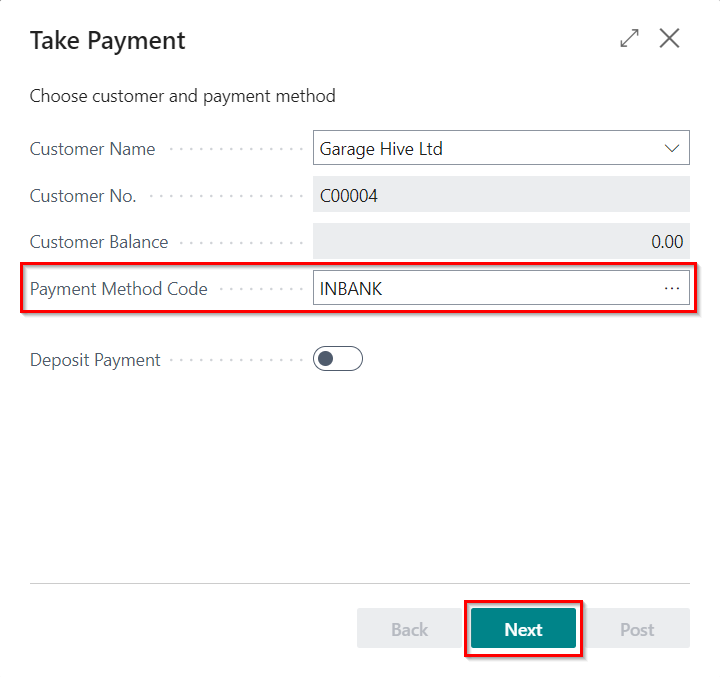 Take Payment
Choose customer and payment method
Customer Name Garage Hive Ltd
Customer No. C00004
Customer Balance 0.00
Payment Method Code INBANK ...
Deposit Payment
Back Next Post